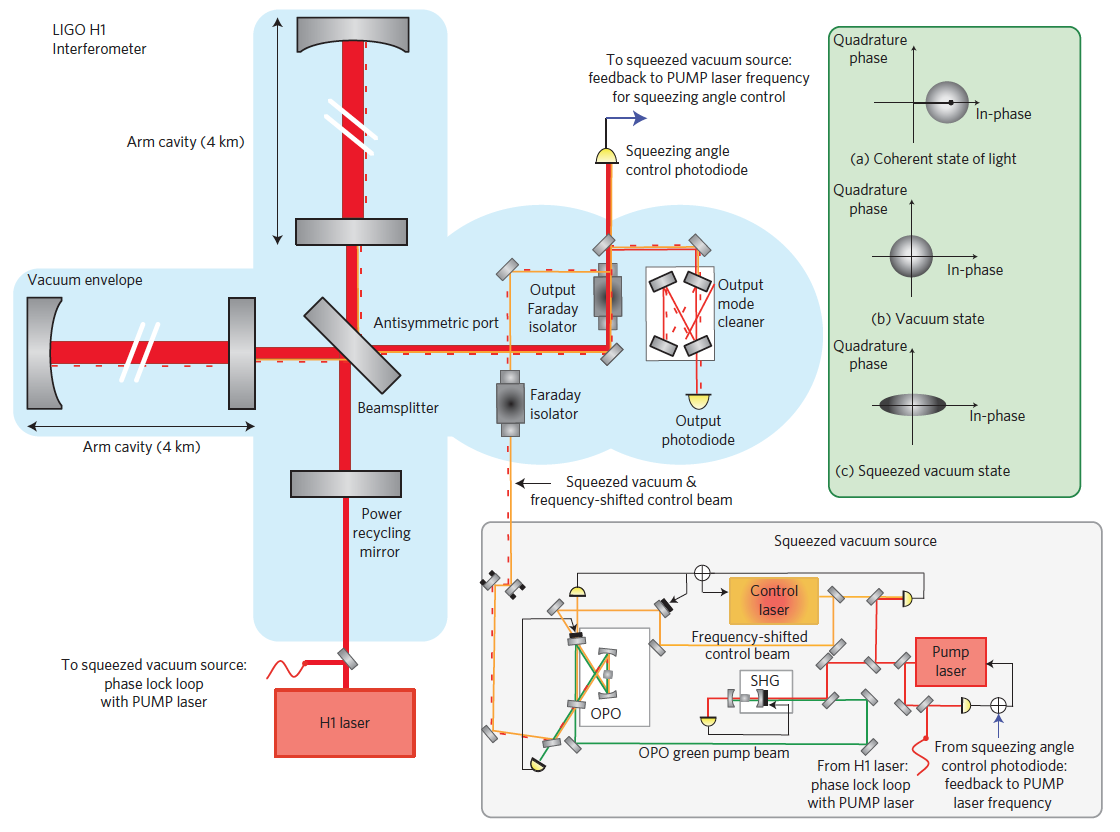 LIGO H1
Interferometer
Arm cavity (4 km)
To squeezed vacuum source:
feedback to PUMP laser frequency
for squeezing angle control
Squeezing angle
control photodiode
Vacuum envelope
Antisymmetric port
Output
Faraday
isolator
Output
mode
cleaner
Beamsplitter
Faraday
isolator
Output
photodiode
Arm cavity (4 km)
Squeezed vacuum &
frequency-shifted control beam
Power
recycling
mirror
To squeezed vacuum source:
phase lock loop
with PUMP laser
H1 laser
Quadrature
phase
In-phase
(a) Coherent state of light
Quadrature
phase
In-phase
(b) Vacuum state
Quadrature
phase
In-phase
(c) Squeezed vacuum state
Squeezed vacuum source
Control
laser
Frequency-shifted
control beam
Pump
laser
SHG
OPO
OPO green pump beam
From H1 laser:
phase lock loop
with PUMP laser
From squeezing angle
control photodiode:
feedback to PUMP
laser frequency